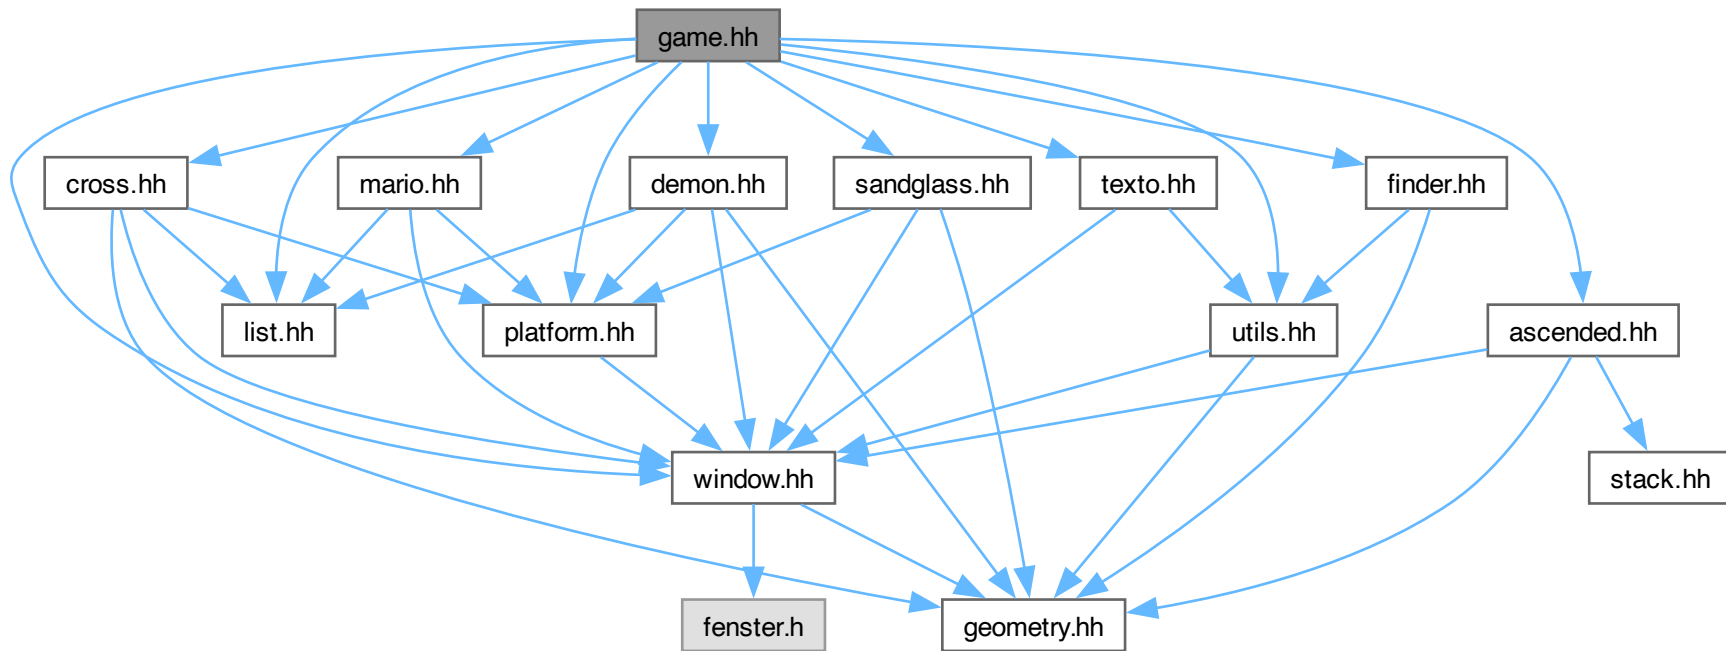 game.hh
cross.hh
mario.hh
demon.hh
sandglass.hh
texto.hh
finder.hh
list.hh
platform.hh
utils.hh
ascended.hh
window.hh
stack.hh
fenster.h
geometry.hh